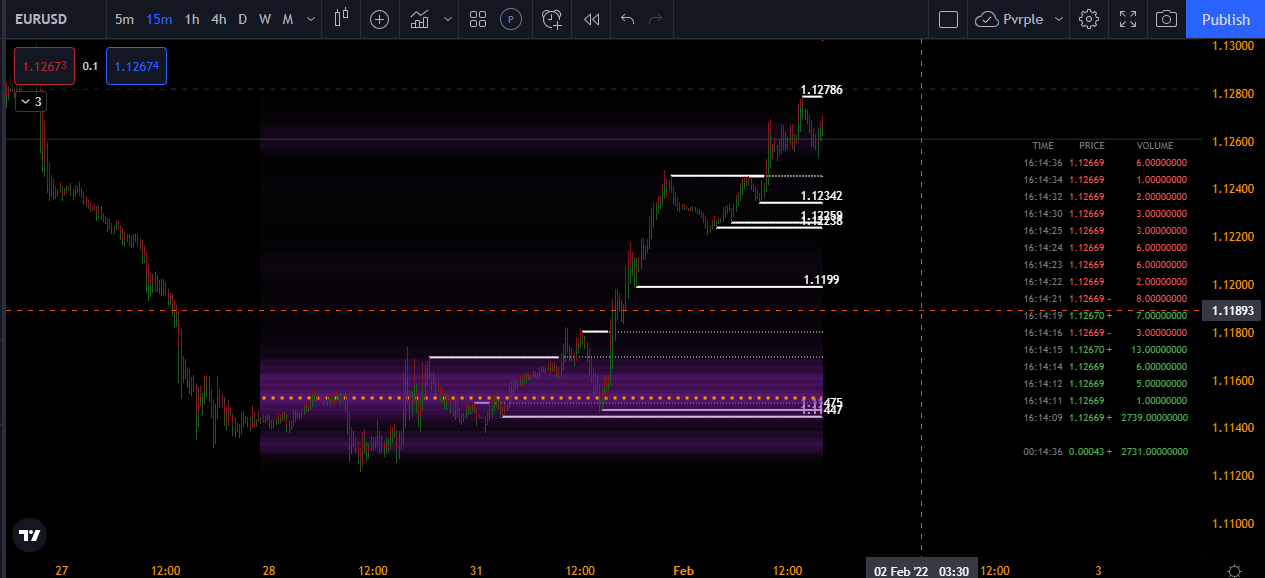 EURUSD 5m 15m 1h 4h D W M P Pvrple Publish
1.12673 0.1 1.12674
3
1.13000
1.12800
1.12600
1.12400
1.12200
1.12000
1.11893
1.11800
1.11600
1.11400
1.11200
1.11000
1.12786
1.12342
1.12259
1.12238
1.1199
1.11475
1.11447
TIME PRICE VOLUME
16:14:36 1.12669 6.00000000
16:14:34 1.12669 1.00000000
16:14:32 1.12669 2.00000000
16:14:30 1.12669 3.00000000
16:14:25 1.12669 3.00000000
16:14:24 1.12669 6.00000000
16:14:23 1.12669 6.00000000
16:14:22 1.12669 2.00000000
16:14:21 1.12669 - 8.00000000
16:14:19 1.12670 + 7.00000000
16:14:16 1.12669 - 3.00000000
16:14:15 1.12670 + 13.00000000
16:14:14 1.12669 6.00000000
16:14:12 1.12669 5.00000000
16:14:11 1.12669 1.00000000
16:14:09 1.12669 + 2739.00000000
00:14:36 0.00043 + 2731.00000000
27 12:00 28 12:00 31 12:00 Feb 12:00 02 Feb '22 03:30 12:00 3